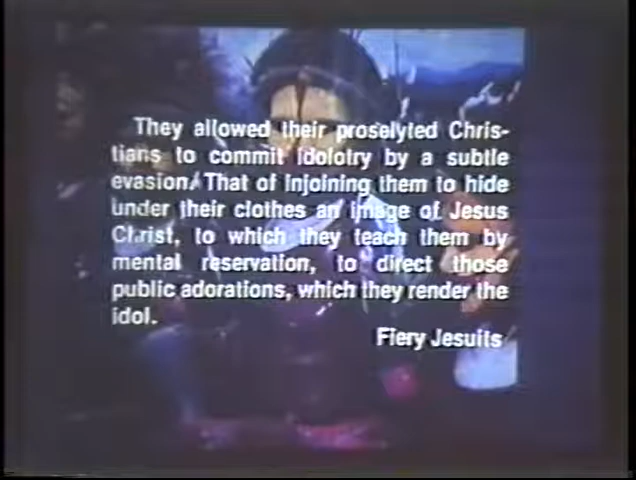 They allowed their proselyted Chris-
tians to commit idolotry by a subtle
evasion. That of injoining them to hide
under their clothes an image of Jesus
Christ, to which they teach them by
mental reservation, to direct those
public adorations, which they render the
idol.
Fiery Jesuits